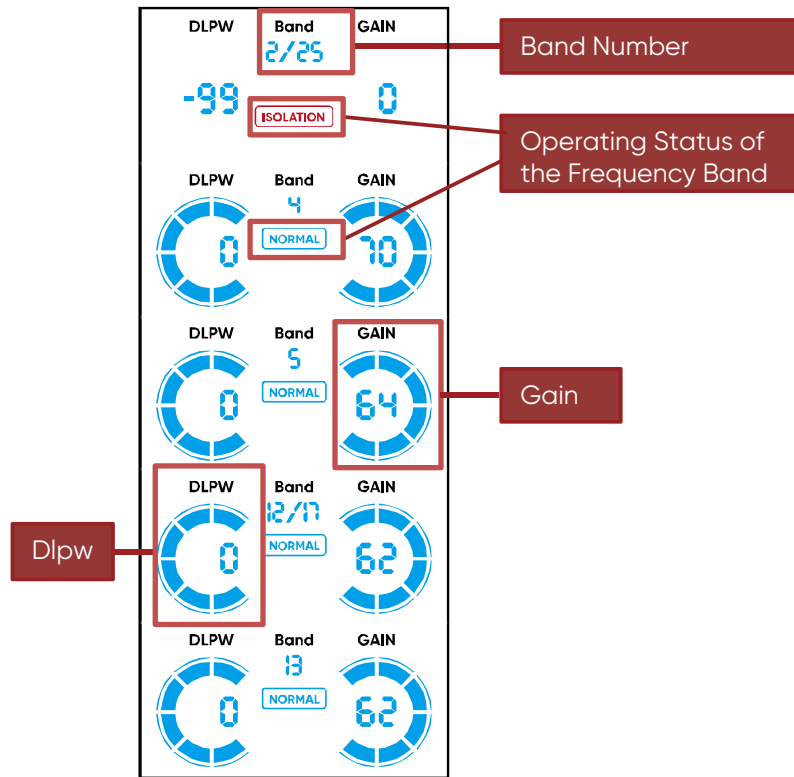 DLPW Band GAIN
2/25
-99 ISOLATION 0
Band Number
Operating Status of
the Frequency Band
DLPW Band GAIN
4
0 NORMAL 70
DLPW Band GAIN
5
0 NORMAL 64
Gain
DLPW Band GAIN
12/17
0 NORMAL 62
Dlpw
DLPW Band GAIN
13
0 NORMAL 62